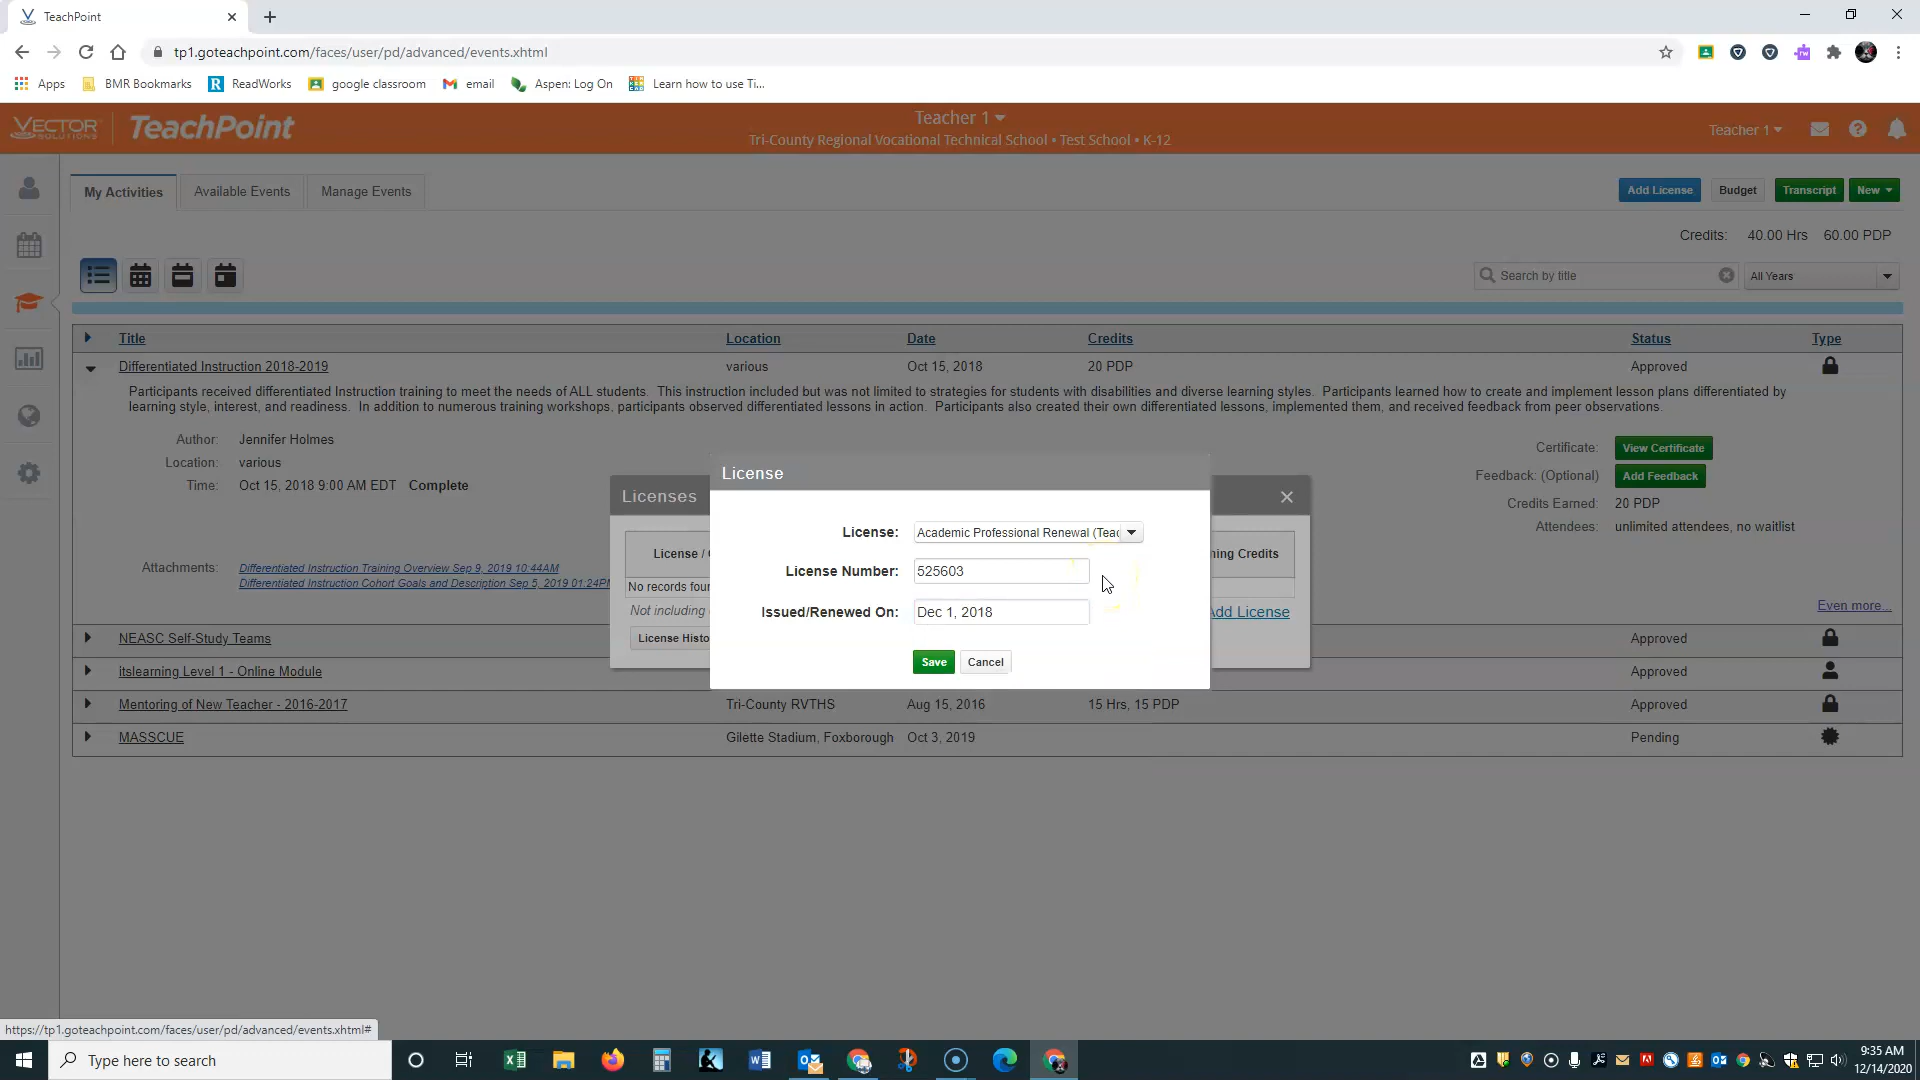 TeachPoint
tp1.goteachpoint.com/faces/user/pd/advanced/events.xhtml
Apps BMR Bookmarks ReadWorks google classroom email Aspen: Log On Learn how to use Ti...
VECTOR SOLUTIONS TeachPoint
Teacher 1
Tri-County Regional Vocational Technical School • Test School • K-12
Teacher 1
My Activities Available Events Manage Events
Add License Budget Transcript New
Credits: 40.00 Hrs 60.00 PDP
Search by title All Years
Title Location Date Credits Status Type
Differentiated Instruction 2018-2019 various Oct 15, 2018 20 PDP Approved
Participants received differentiated Instruction training to meet the needs of ALL students. This instruction included but was not limited to strategies for students with disabilities and diverse learning styles. Participants learned how to create and implement lesson plans differentiated by
learning style, interest, and readiness. In addition to numerous training workshops, participants observed differentiated lessons in action. Participants also created their own differentiated lessons, implemented them, and received feedback from peer observations.
Author: Jennifer Holmes
Location: various
Time: Oct 15, 2018 9:00 AM EDT Complete
Attachments: Differentiated Instruction Training Overview Sep 9, 2019 10:44AM
Differentiated Instruction Cohort Goals and Description Sep 5, 2019 01:24PM
Certificate: View Certificate
Feedback: (Optional) Add Feedback
Credits Earned: 20 PDP
Attendees: unlimited attendees, no waitlist
Even more...
Licenses
License / 
ning Credits
No records foun
Not including
Add License
License Histo
License
License: Academic Professional Renewal (Teac
License Number: 525603
Issued/Renewed On: Dec 1, 2018
Save Cancel
NEASC Self-Study Teams Approved
itslearning Level 1 - Online Module Approved
Mentoring of New Teacher - 2016-2017 Tri-County RVTHS Aug 15, 2016 15 Hrs, 15 PDP Approved
MASSCUE Gilette Stadium, Foxborough Oct 3, 2019 Pending
https://tp1.goteachpoint.com/faces/user/pd/advanced/events.xhtml#
Type here to search
9:35 AM
12/14/2020